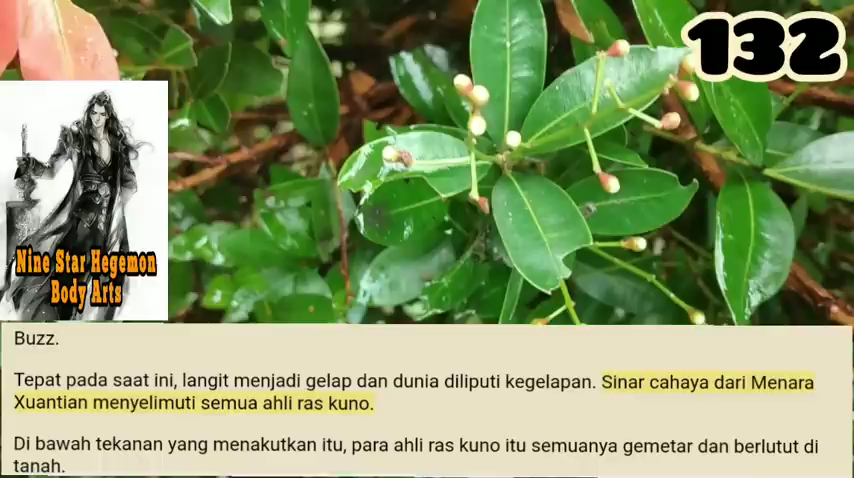 132
Nine Star Hegemon
Body Arts
Buzz.
Tepat pada saat ini, langit menjadi gelap dan dunia diliputi kegelapan. Sinar cahaya dari Menara
Xuantian menyelimuti semua ahli ras kuno.
Di bawah tekanan yang menakutkan itu, para ahli ras kuno itu semuanya gemetar dan berlutut di
tanah.